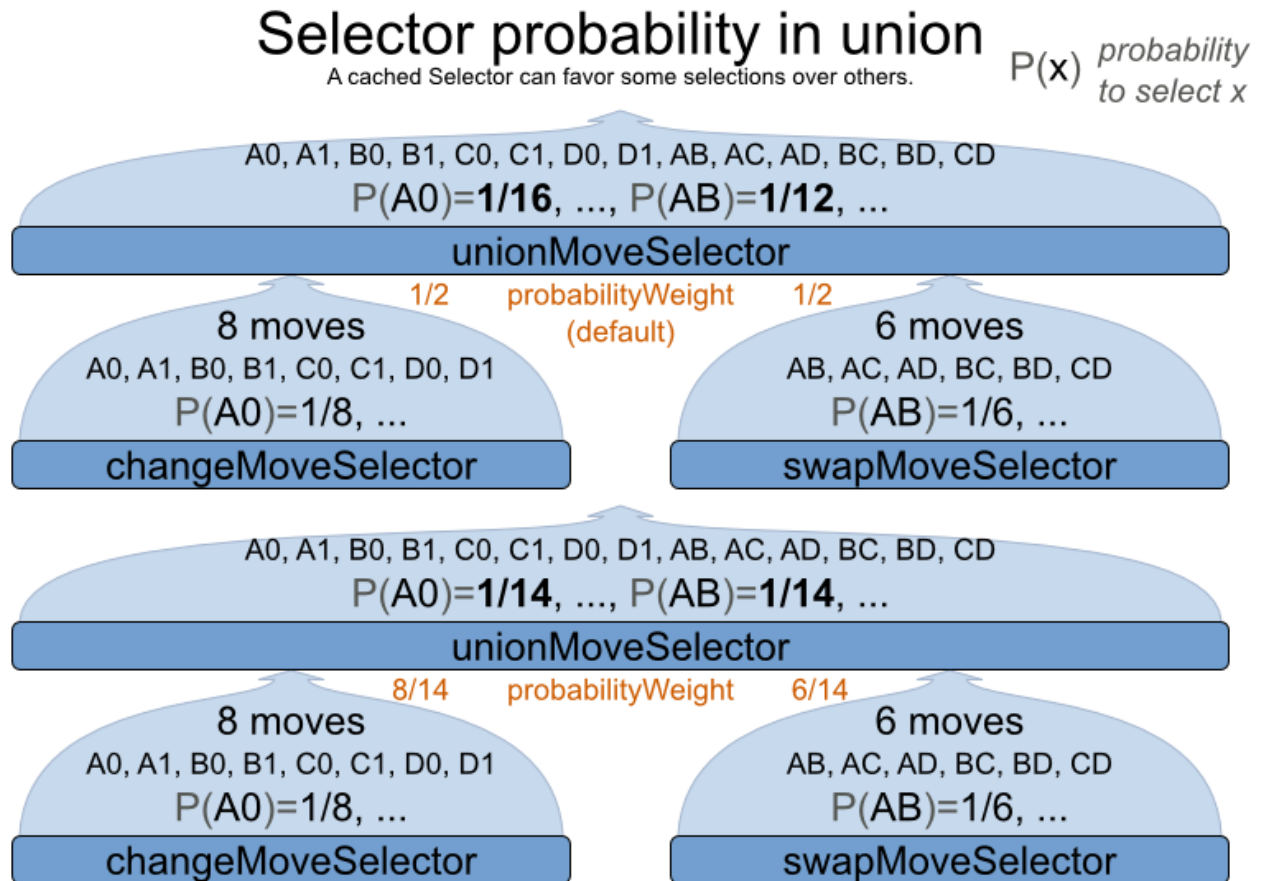 Selector probability in union
A cached Selector can favor some selections over others.
P(x) probability
to select x
A0, A1, B0, B1, C0, C1, D0, D1, AB, AC, AD, BC, BD, CD
P(A0)=1/16, ..., P(AB)=1/12, ...
unionMoveSelector
1/2 probabilityWeight 1/2
(default)
8 moves
A0, A1, B0, B1, C0, C1, D0, D1
P(A0)=1/8, ...
changeMoveSelector
6 moves
AB, AC, AD, BC, BD, CD
P(AB)=1/6, ...
swapMoveSelector
A0, A1, B0, B1, C0, C1, D0, D1, AB, AC, AD, BC, BD, CD
P(A0)=1/14, ..., P(AB)=1/14, ...
unionMoveSelector
8/14 probabilityWeight 6/14
8 moves
A0, A1, B0, B1, C0, C1, D0, D1
P(A0)=1/8, ...
changeMoveSelector
6 moves
AB, AC, AD, BC, BD, CD
P(AB)=1/6, ...
swapMoveSelector